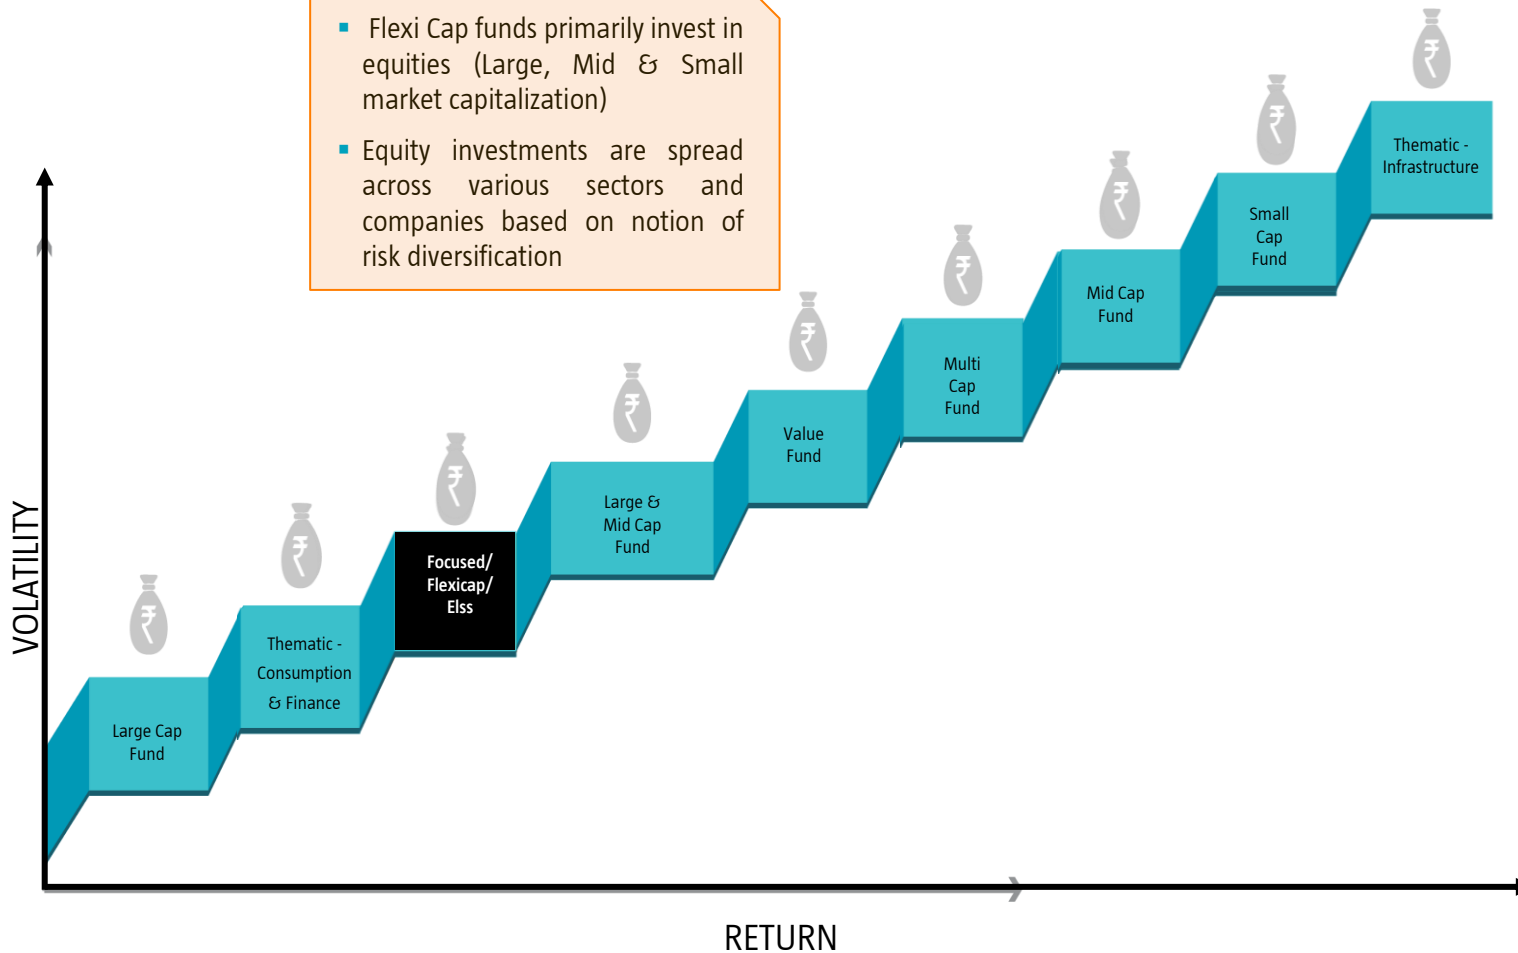 Flexi Cap funds primarily invest in
equities (Large, Mid & Small
market capitalization)
Equity investments are spread
across various sectors and
companies based on notion of
risk diversification
₹
Thematic -
Infrastructure
₹
Small
Cap
Fund
₹
Mid Cap
Fund
₹
Multi
Cap
Fund
₹
Value
Fund
₹
Large &
Mid Cap
Fund
₹
Focused/
Flexicap/
Elss
₹
Thematic -
Consumption
& Finance
₹
Large Cap
Fund
VOLATILITY
RETURN